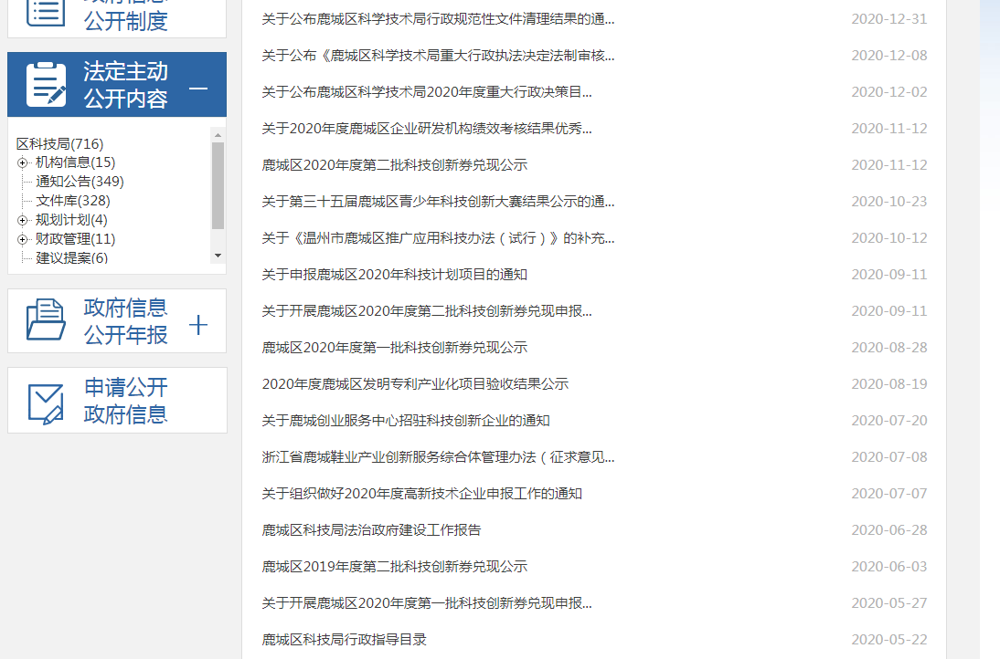 公开制度
法定主动
公开内容
区科技局(716)
机构信息(15)
通知公告(349)
文件库(328)
规划计划(4)
财政管理(11)
建议提案(6)
政府信息
公开年报
申请公开
政府信息
关于公布鹿城区科学技术局行政规范性文件清理结果的通... 2020-12-31
关于公布《鹿城区科学技术局重大行政执法决定法制审核... 2020-12-08
关于公布鹿城区科学技术局2020年度重大行政决策目... 2020-12-02
关于2020年度鹿城区企业研发机构绩效考核结果优秀... 2020-11-12
鹿城区2020年度第二批科技创新券兑现公示 2020-11-12
关于第三十五届鹿城区青少年科技创新大赛结果公示的通... 2020-10-23
关于《温州市鹿城区推广应用科技办法（试行）》的补充... 2020-10-12
关于申报鹿城区2020年科技计划项目的通知 2020-09-11
关于开展鹿城区2020年度第二批科技创新券兑现申报... 2020-09-11
鹿城区2020年度第一批科技创新券兑现公示 2020-08-28
2020年度鹿城区发明专利产业化项目验收结果公示 2020-08-19
关于鹿城创业服务中心招驻科技创新企业的通知 2020-07-20
浙江省鹿城鞋业产业创新服务综合体管理办法（征求意见... 2020-07-08
关于组织做好2020年度高新技术企业申报工作的通知 2020-07-07
鹿城区科技局法治政府建设工作报告 2020-06-28
鹿城区2019年度第二批科技创新券兑现公示 2020-06-03
关于开展鹿城区2020年度第一批科技创新券兑现申报... 2020-05-27
鹿城区科技局行政指导目录 2020-05-22